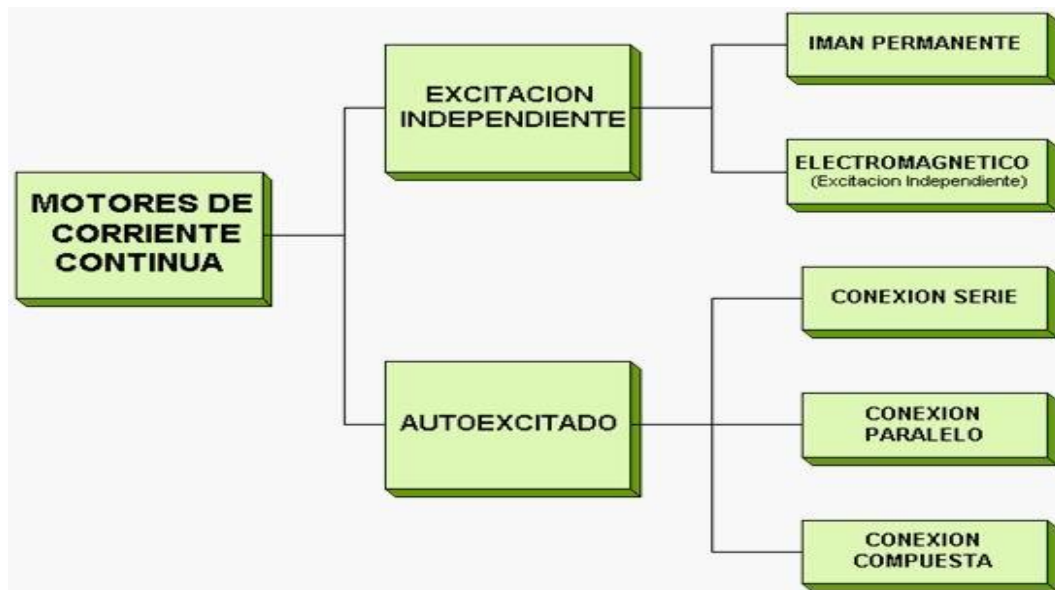 MOTORES DE
CORRIENTE
CONTINUA
EXCITACION
INDEPENDIENTE
IMAN PERMANENTE
ELECTROMAGNETICO
(Excitacion Independiente)
AUTOEXCITADO
CONEXION SERIE
CONEXION
PARALELO
CONEXION
COMPUESTA